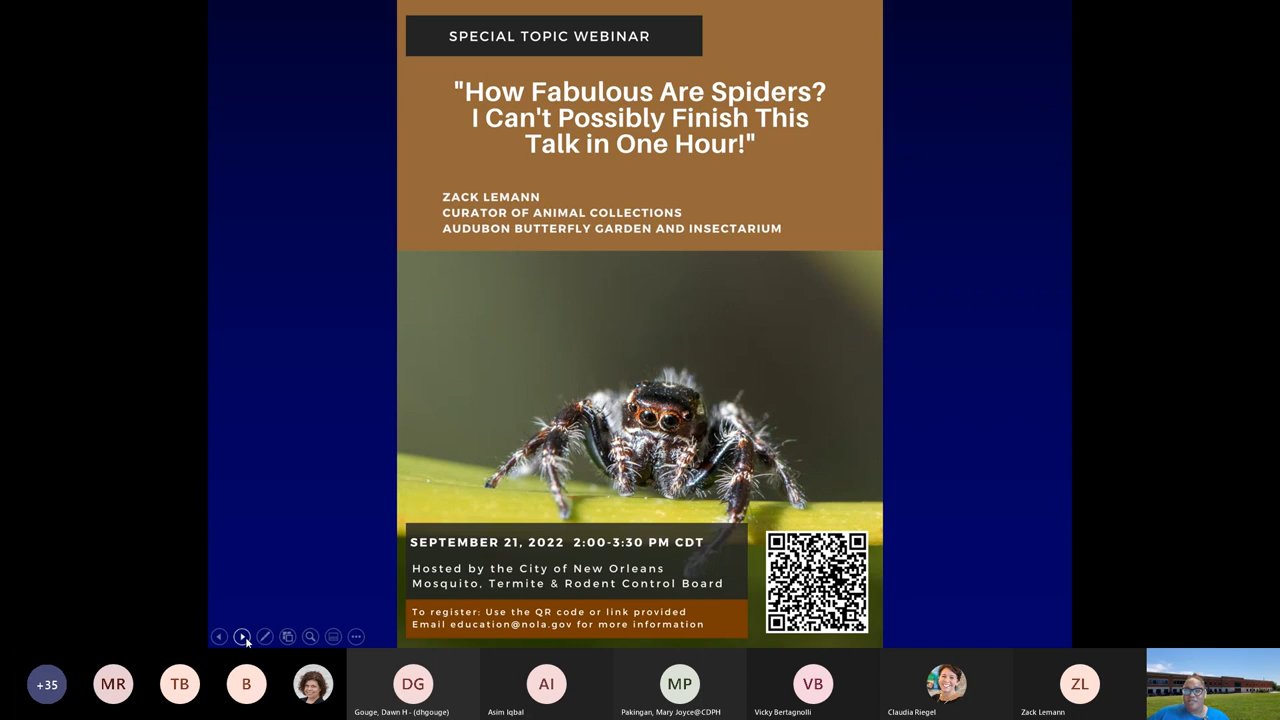 SPECIAL TOPIC WEBINAR
"How Fabulous Are Spiders?
I Can't Possibly Finish This
Talk in One Hour!"
ZACK LEMANN
CURATOR OF ANIMAL COLLECTIONS
AUDUBON BUTTERFLY GARDEN AND INSECTARIUM
SEPTEMBER 21, 2022 2:00-3:30 PM CDT
Hosted by the City of New Orleans
Mosquito, Termite & Rodent Control Board
To register: Use the QR code or link provided
Email education@nola.gov for more information
+35
MR
TB
B
DG
AI
MP
VB
ZL
Gouge, Dawn H - (dhgouge)
Asim Iqbal
Pakingan, Mary Joyce@CDPH
Vicky Bertagnolli
Claudia Riegel
Zack Lemann